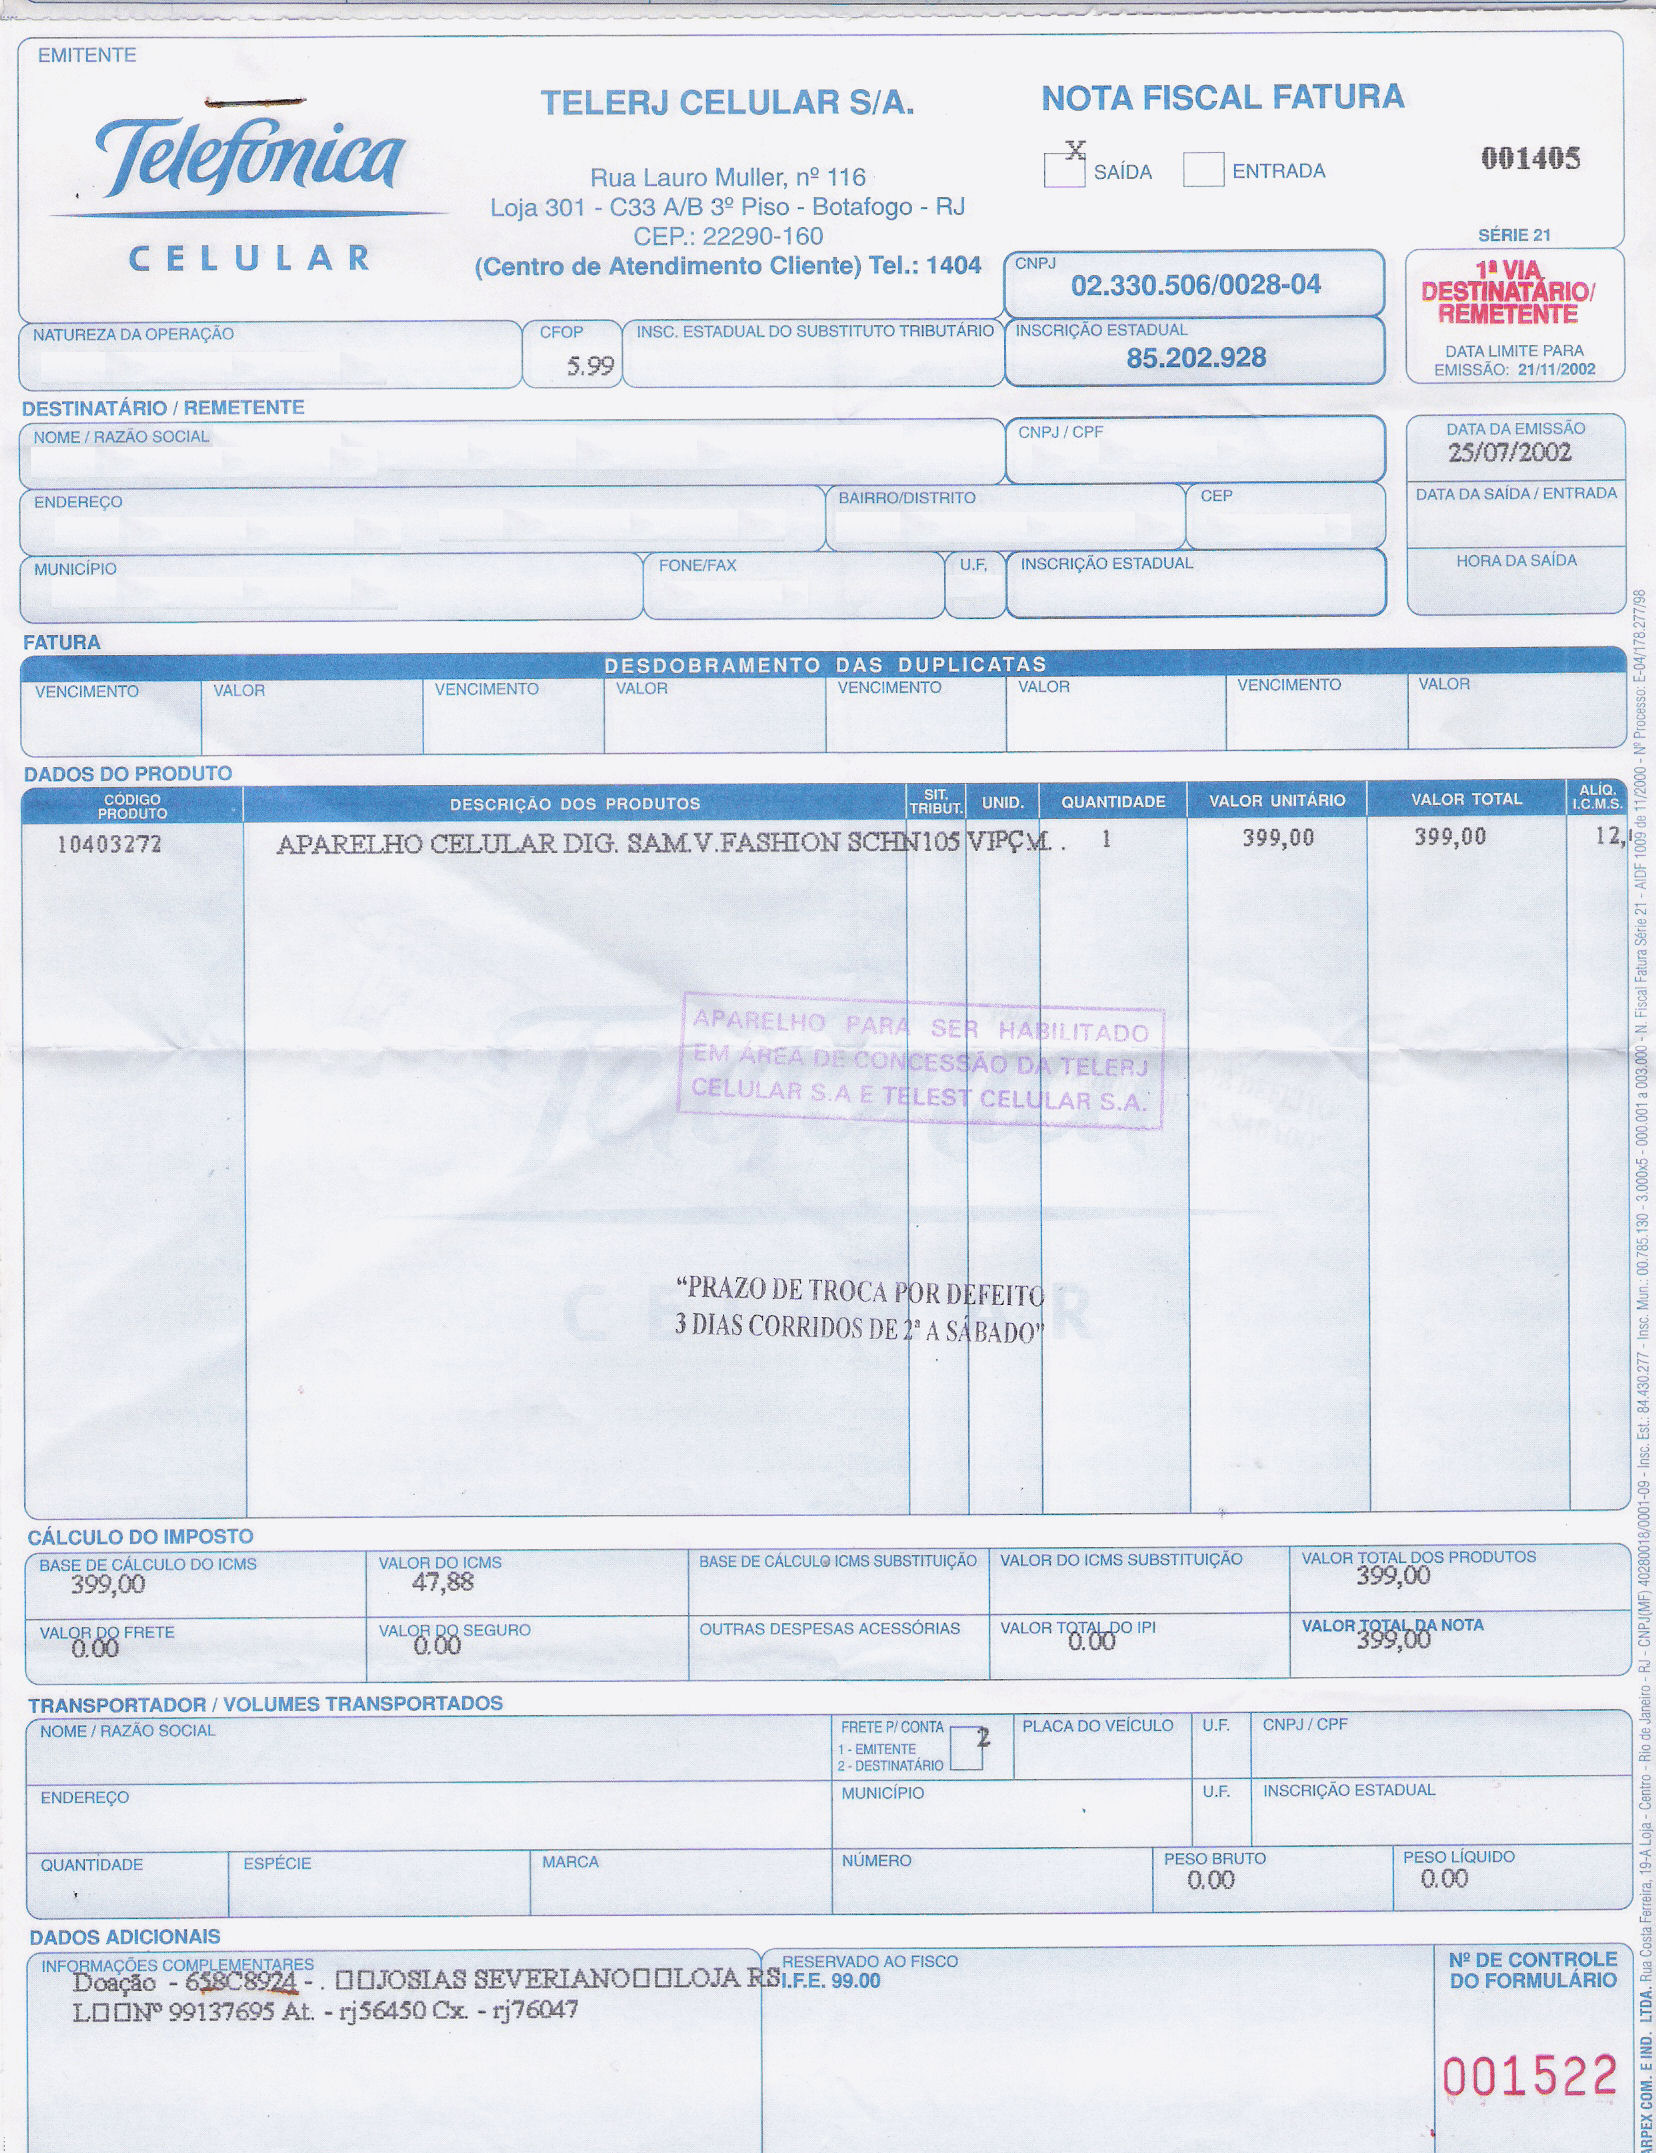 EMITENTE
Telefónica
CELULAR
TELERJ CELULAR S/A.
Rua Lauro Muller, nº 116
Loja 301 - C33 A/B 3º Piso - Botafogo - RJ
CEP.: 22290-160
(Centro de Atendimento Cliente) Tel.: 1404
NOTA FISCAL FATURA
X SAÍDA ENTRADA
001405
SÉRIE 21
CNPJ
02.330.506/0028-04
1ª VIA
DESTINATÁRIO/
REMETENTE
DATA LIMITE PARA
EMISSÃO: 21/11/2002
NATUREZA DA OPERAÇÃO
CFOP
5.99
INSC. ESTADUAL DO SUBSTITUTO TRIBUTÁRIO
INSCRIÇÃO ESTADUAL
85.202.928
DESTINATÁRIO / REMETENTE
NOME / RAZÃO SOCIAL
CNPJ / CPF
DATA DA EMISSÃO
25/07/2002
ENDEREÇO
BAIRRO/DISTRITO
CEP
DATA DA SAÍDA / ENTRADA
MUNICÍPIO
FONE/FAX
U.F.
INSCRIÇÃO ESTADUAL
HORA DA SAÍDA
FATURA
DESDOBRAMENTO DAS DUPLICATAS
VENCIMENTO VALOR VENCIMENTO VALOR VENCIMENTO VALOR VENCIMENTO VALOR
DADOS DO PRODUTO
CÓDIGO PRODUTO DESCRIÇÃO DOS PRODUTOS SIT. TRIBUT. UNID. QUANTIDADE VALOR UNITÁRIO VALOR TOTAL ALÍQ. I.C.M.S.
10403272 APARELHO CELULAR DIG. SAM.V.FASHION SCHN105 VIPÇM. . 1 399,00 399,00 12,
APARELHO PARA SER HABILITADO
EM ÁREA DE CONCESSÃO DA TELERJ
CELULAR S.A E TELEST CELULAR S.A.
Telefónica
CELULAR
“PRAZO DE TROCA POR DEFEITO
3 DIAS CORRIDOS DE 2ª A SÁBADO”
CÁLCULO DO IMPOSTO
BASE DE CÁLCULO DO ICMS
399,00
VALOR DO ICMS
47,88
BASE DE CÁLCULO ICMS SUBSTITUIÇÃO
VALOR DO ICMS SUBSTITUIÇÃO
VALOR TOTAL DOS PRODUTOS
399,00
VALOR DO FRETE
0.00
VALOR DO SEGURO
0.00
OUTRAS DESPESAS ACESSÓRIAS
VALOR TOTAL DO IPI
0.00
VALOR TOTAL DA NOTA
399,00
TRANSPORTADOR / VOLUMES TRANSPORTADOS
NOME / RAZÃO SOCIAL
FRETE P/ CONTA
1 - EMITENTE
2 - DESTINATÁRIO
2
PLACA DO VEÍCULO
U.F.
CNPJ / CPF
ENDEREÇO
MUNICÍPIO
U.F.
INSCRIÇÃO ESTADUAL
QUANTIDADE
ESPÉCIE
MARCA
NÚMERO
PESO BRUTO
0.00
PESO LÍQUIDO
0.00
DADOS ADICIONAIS
INFORMAÇÕES COMPLEMENTARES
Doação - 658C8924 - . □□JOSIAS SEVERIANO□□LOJA RS
L□□Nº 99137695 At. - rj56450 Cx. - rj76047
RESERVADO AO FISCO
I.F.E. 99.00
Nº DE CONTROLE
DO FORMULÁRIO
001522
ARPEX COM. E IND. LTDA. Rua Costa Ferreira, 19-A Loja - Centro - Rio de Janeiro - RJ - CNPJ(MF) 40280018/0001-09 - Insc. Est.: 84.430.277 - Insc. Mun.: 00.785.130 - 3.000x5 - 000.001 a 003.000 - N. Fiscal Fatura Série 21 - AIDF 1009 de 11/2000 - Nº Processo: E-04/178.277/98